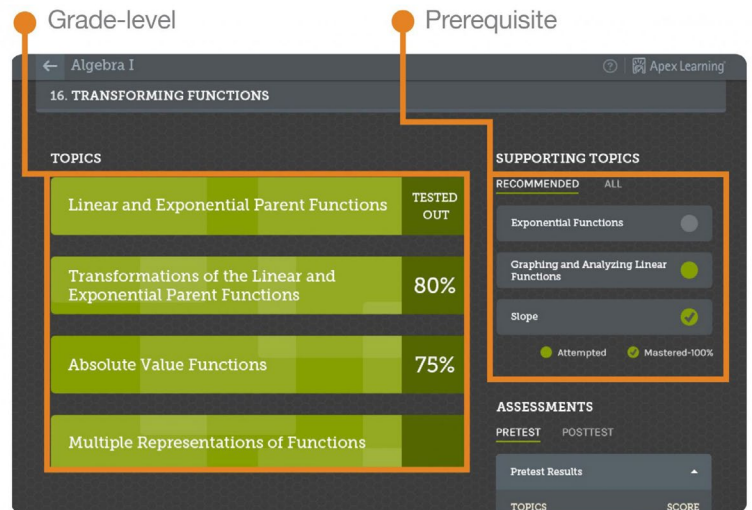 Grade-level
Prerequisite
← Algebra I
? Apex Learning
16. TRANSFORMING FUNCTIONS
TOPICS
Linear and Exponential Parent Functions
TESTED
OUT
Transformations of the Linear and
Exponential Parent Functions
80%
Absolute Value Functions
75%
Multiple Representations of Functions
SUPPORTING TOPICS
RECOMMENDED ALL
Exponential Functions
Graphing and Analyzing Linear
Functions
Slope
Attempted Mastered-100%
ASSESSMENTS
PRETEST POSTTEST
Pretest Results
TOPICS SCORE